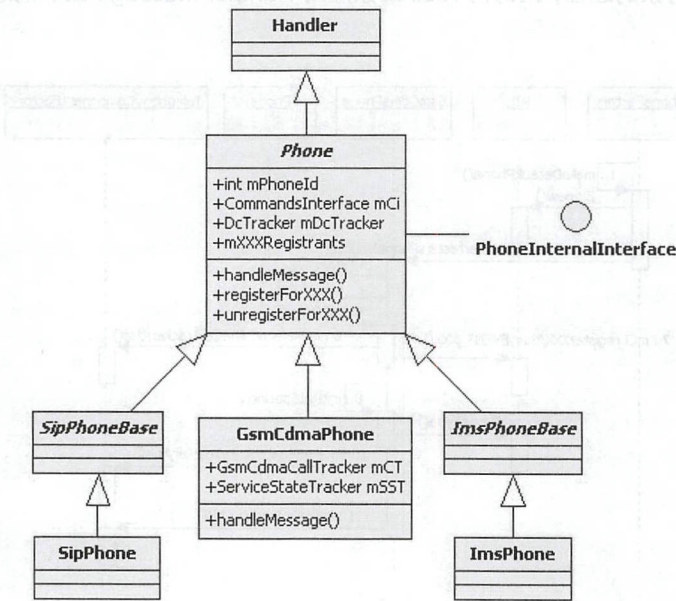 Handler
Phone
+int mPhoneId
+CommandsInterface mCi
+DcTracker mDcTracker
+mXXXRegistrants
+handleMessage()
+registerForXXX()
+unregisterForXXX()
PhoneInternalInterface
SipPhoneBase
GsmCdmaPhone
+GsmCdmaCallTracker mCT
+ServiceStateTracker mSST
+handleMessage()
ImsPhoneBase
SipPhone
ImsPhone